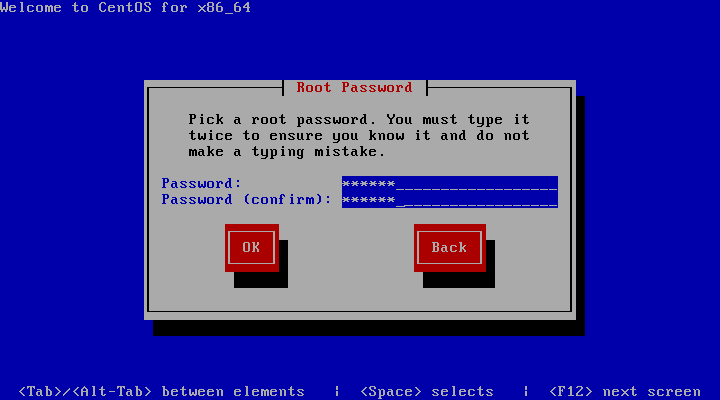 Welcome to CentOS for x86_64
Root Password
Pick a root password. You must type it
twice to ensure you know it and do not
make a typing mistake.
Password: ******__________________
Password (confirm): ******__________________
OK Back
<Tab>/<Alt-Tab> between elements | <Space> selects | <F12> next screen